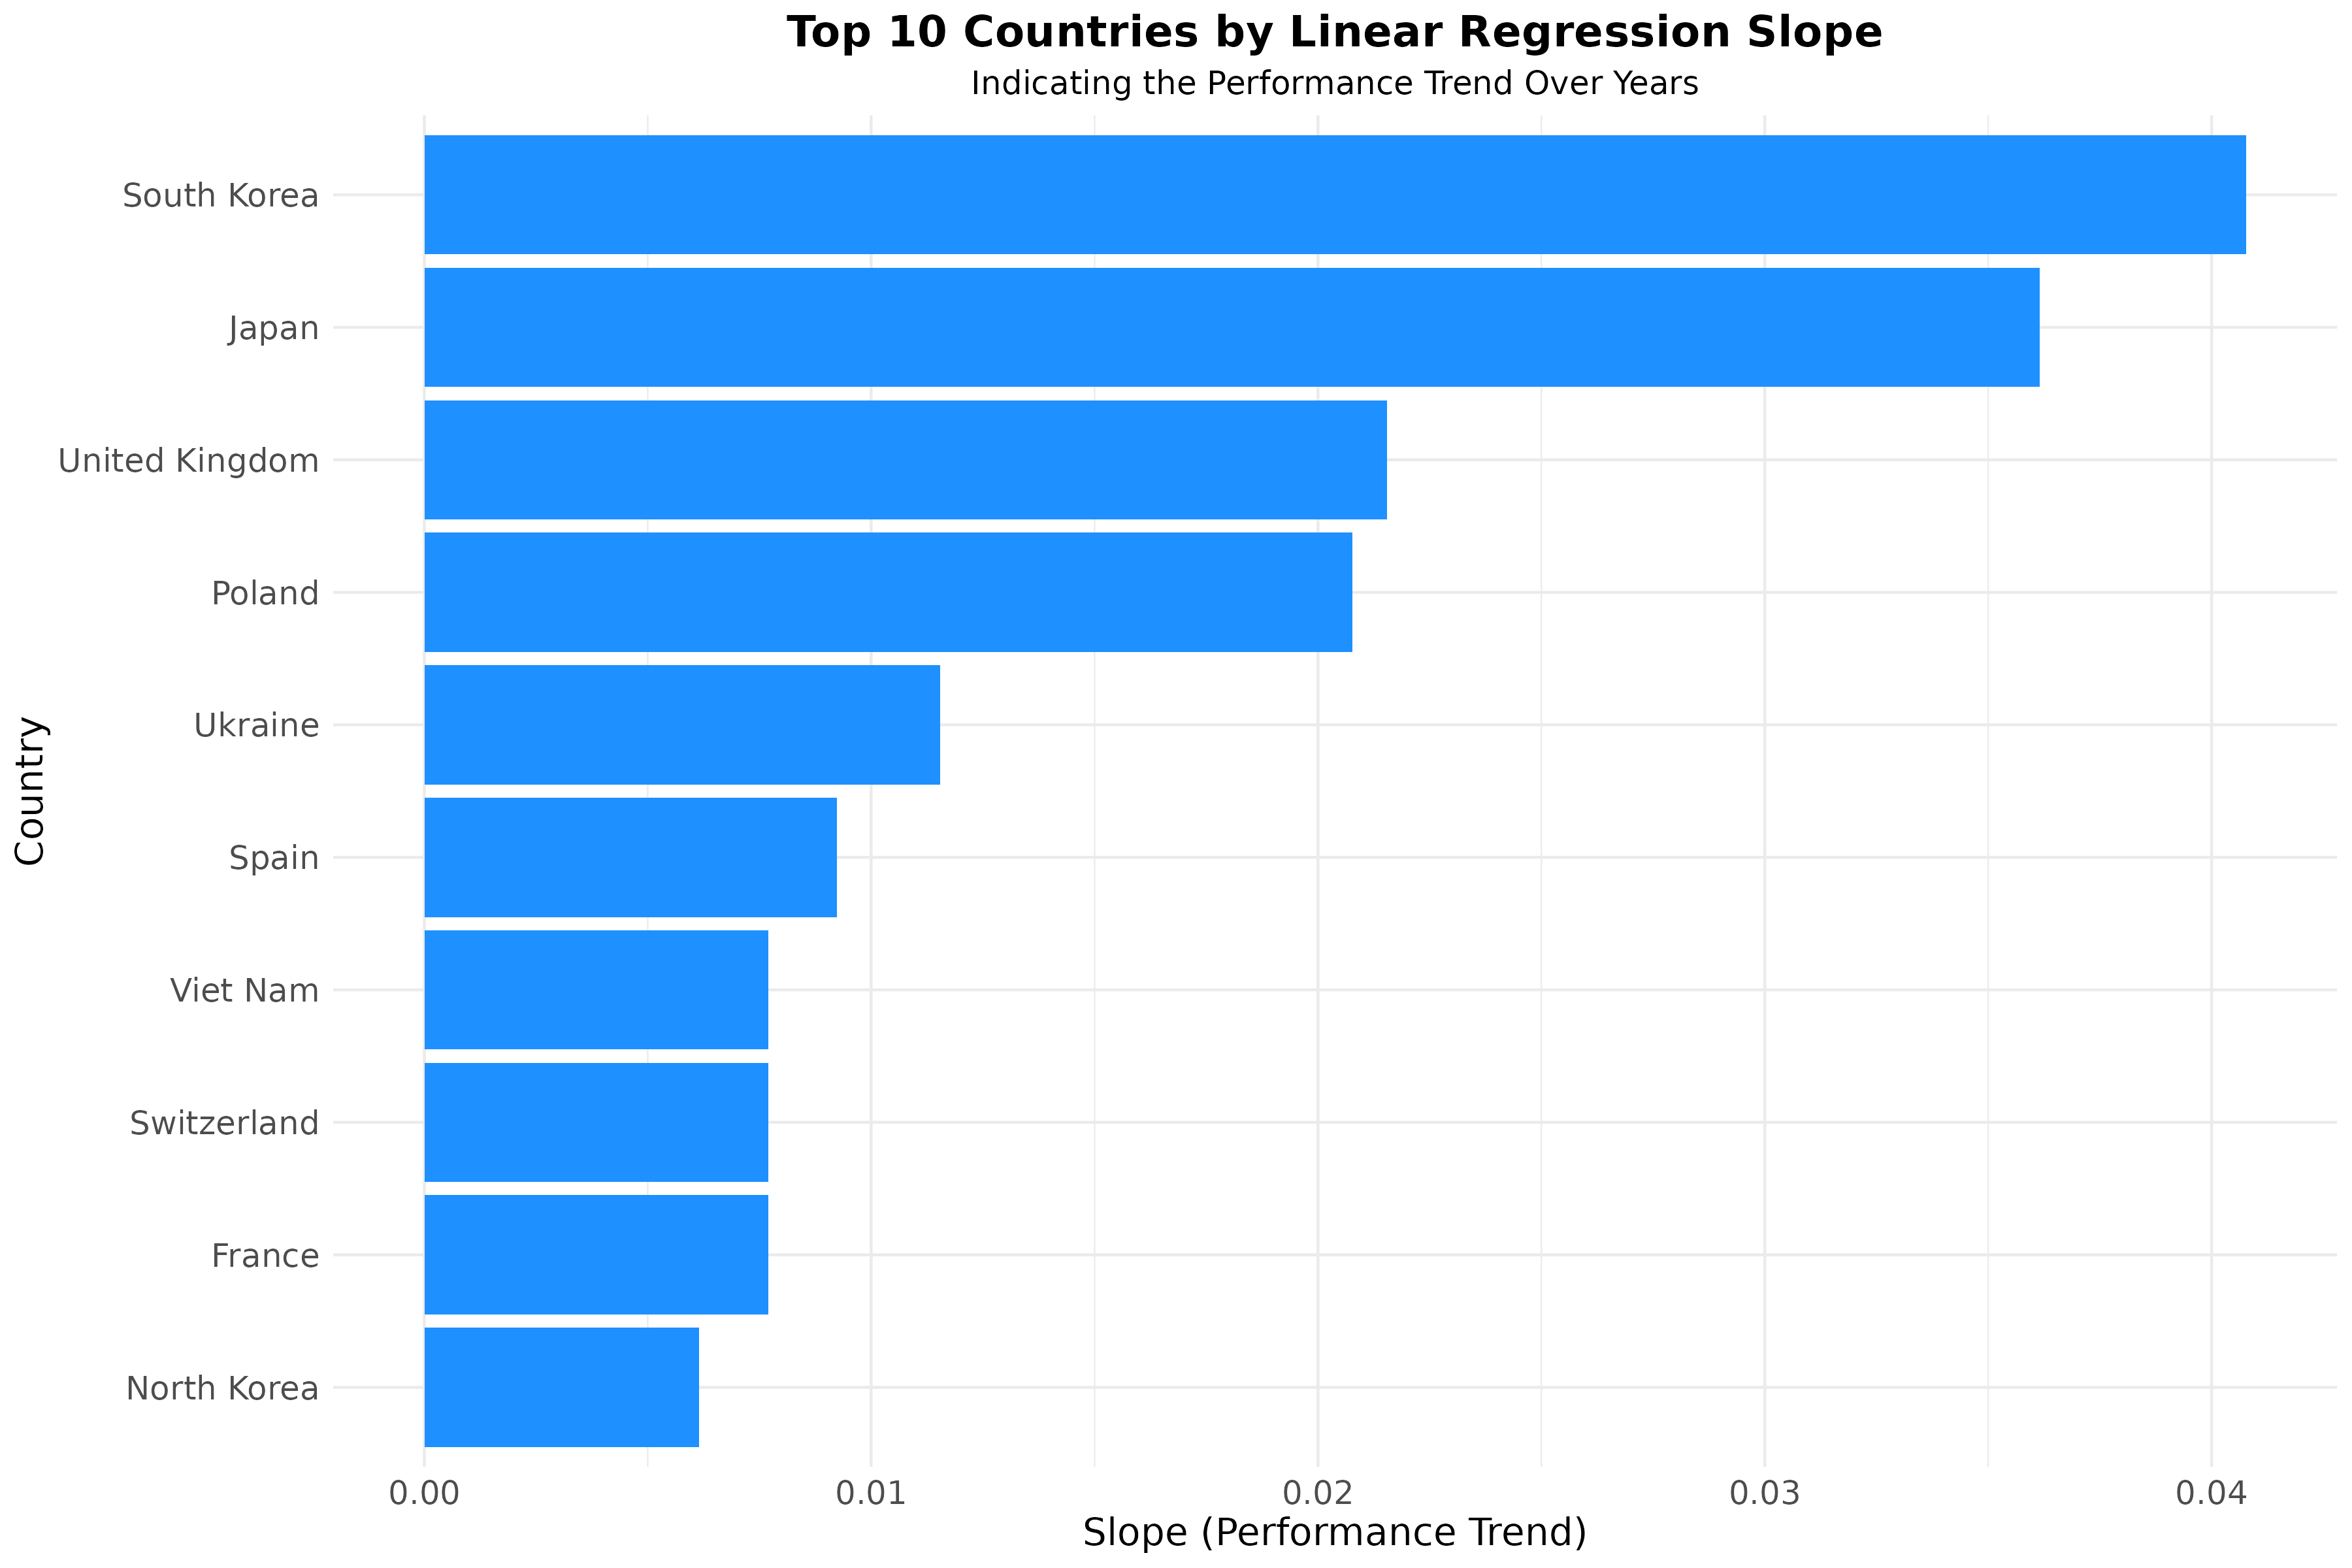 Top 10 Countries by Linear Regression Slope
Indicating the Performance Trend Over Years
Country
South Korea
Japan
United Kingdom
Poland
Ukraine
Spain
Viet Nam
Switzerland
France
North Korea
0.00 0.01 0.02 0.03 0.04
Slope (Performance Trend)